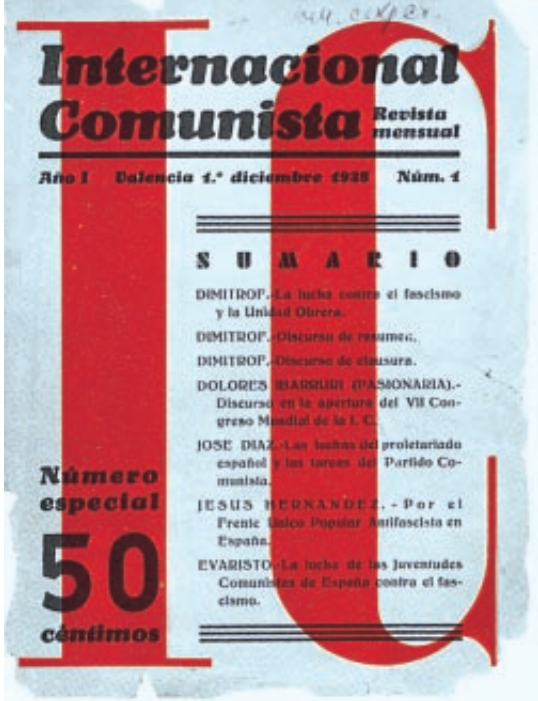 Internacional
Comunista Revista
mensual
Año I Valencia 1.º diciembre 1935 Núm. 1
SUMARIO
DIMITROF.-La lucha contra el fascismo
y la Unidad Obrera.
DIMITROF.-Discurso de resumen.
DIMITROF.-Discurso de clausura.
DOLORES IBARRURI (PASIONARIA).-
Discurso en la apertura del VII Con-
greso Mundial de la I. C.
JOSE DIAZ.-Las luchas del proletariado
español y las tareas del Partido Co-
munista.
JESUS HERNANDEZ.-Por el
Frente Unico Popular Antifascista en
España.
EVARISTO.-La lucha de las Juventudes
Comunistas de España contra el fas-
cismo.
Número
especial
50
céntimos
IC